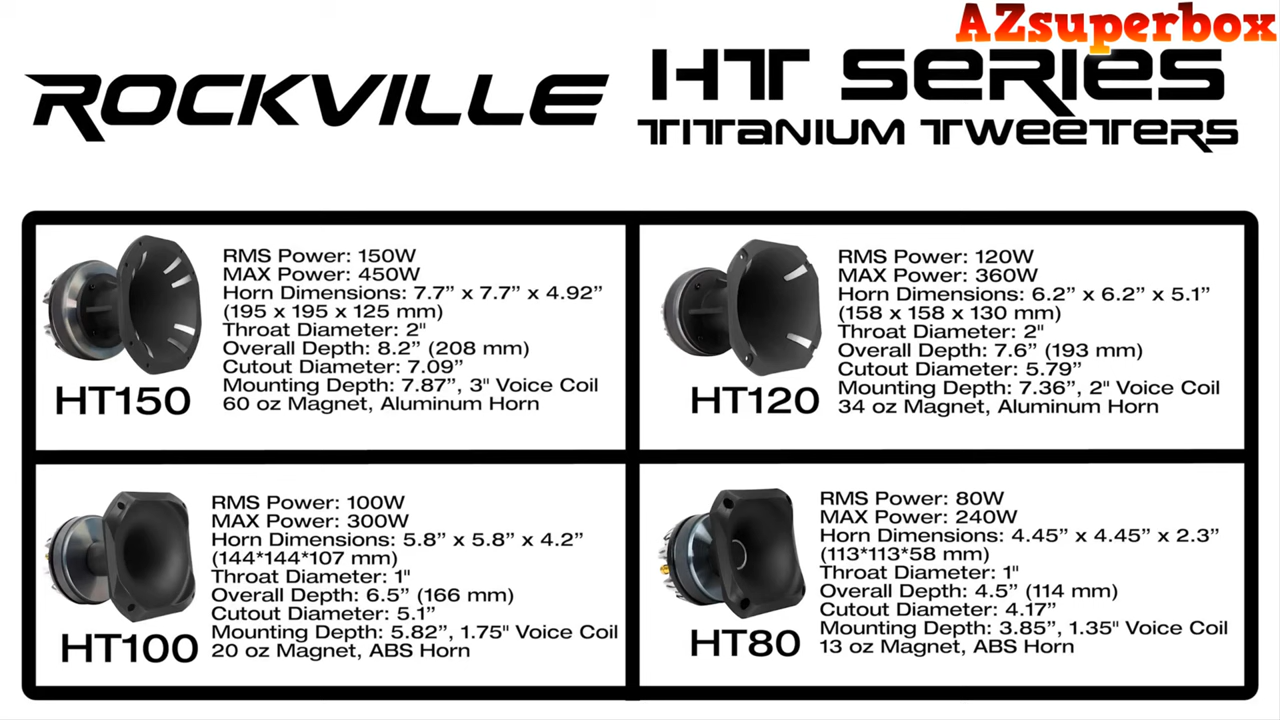 AZsuperbox
ROCKVILLE
HT SERIES
TITANIUM TWEETERS
RMS Power: 150W
MAX Power: 450W
Horn Dimensions: 7.7” x 7.7” x 4.92”
(195 x 195 x 125 mm)
Throat Diameter: 2"
Overall Depth: 8.2” (208 mm)
Cutout Diameter: 7.09”
Mounting Depth: 7.87”, 3" Voice Coil
60 oz Magnet, Aluminum Horn
HT150
RMS Power: 120W
MAX Power: 360W
Horn Dimensions: 6.2” x 6.2” x 5.1”
(158 x 158 x 130 mm)
Throat Diameter: 2"
Overall Depth: 7.6” (193 mm)
Cutout Diameter: 5.79”
Mounting Depth: 7.36”, 2" Voice Coil
34 oz Magnet, Aluminum Horn
HT120
RMS Power: 100W
MAX Power: 300W
Horn Dimensions: 5.8” x 5.8” x 4.2”
(144*144*107 mm)
Throat Diameter: 1"
Overall Depth: 6.5” (166 mm)
Cutout Diameter: 5.1”
Mounting Depth: 5.82”, 1.75" Voice Coil
20 oz Magnet, ABS Horn
HT100
RMS Power: 80W
MAX Power: 240W
Horn Dimensions: 4.45” x 4.45” x 2.3”
(113*113*58 mm)
Throat Diameter: 1"
Overall Depth: 4.5” (114 mm)
Cutout Diameter: 4.17”
Mounting Depth: 3.85”, 1.35" Voice Coil
13 oz Magnet, ABS Horn
HT80